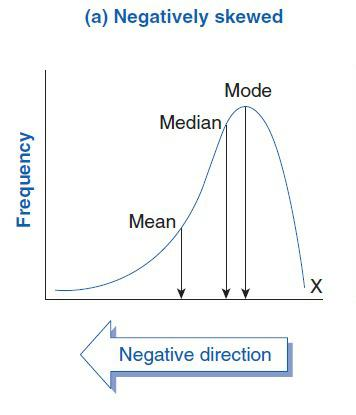 (a) Negatively skewed
Mode
Median
Frequency
Mean
X
Negative direction